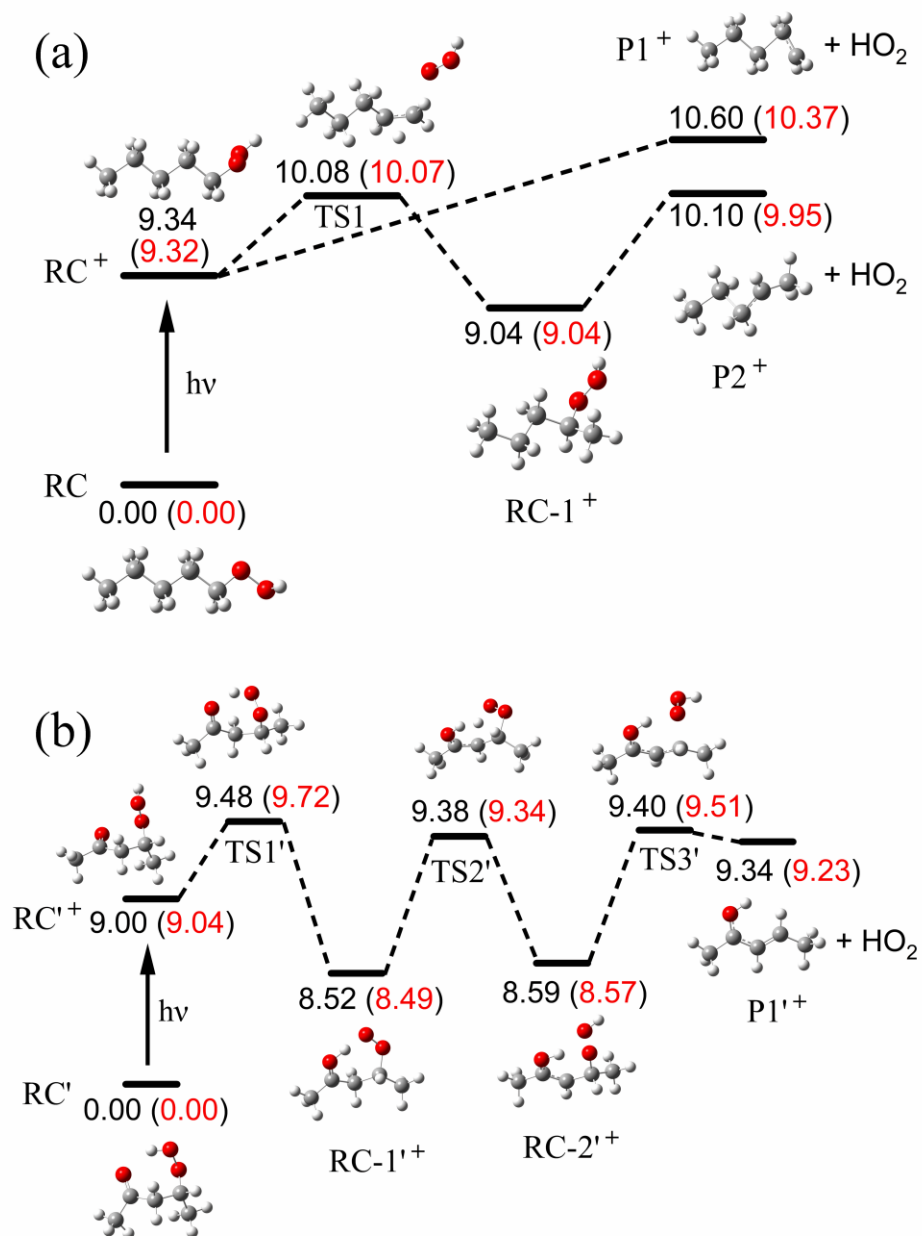 (a)
P1⁺ + HO₂
10.60 (10.37)
10.08 (10.07)
TS1
9.34
(9.32)
RC⁺
10.10 (9.95)
+ HO₂
P2⁺
9.04 (9.04)
RC-1⁺
hν
RC
0.00 (0.00)
(b)
9.48 (9.72)
TS1'
9.38 (9.34)
TS2'
9.40 (9.51)
TS3'
RC'⁺
9.00 (9.04)
9.34 (9.23)
+ HO₂
P1'⁺
8.52 (8.49)
RC-1'⁺
8.59 (8.57)
RC-2'⁺
hν
RC'
0.00 (0.00)